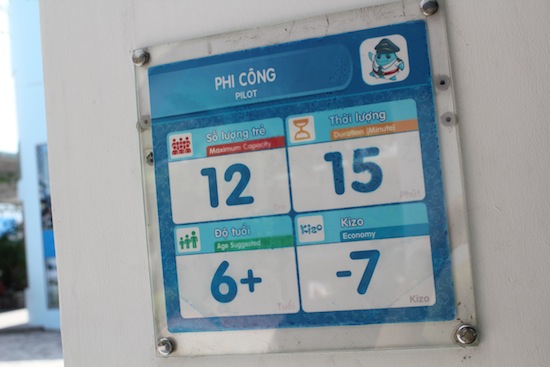 PHI CÔNG
PILOT
Số lượng trẻ
Maximum Capacity
12
Thời lượng
Duration (Minute)
15
Phút
Độ tuổi
Age Suggested
6+
Tuổi
Kizo
Kizo
Economy
-7
Kizo